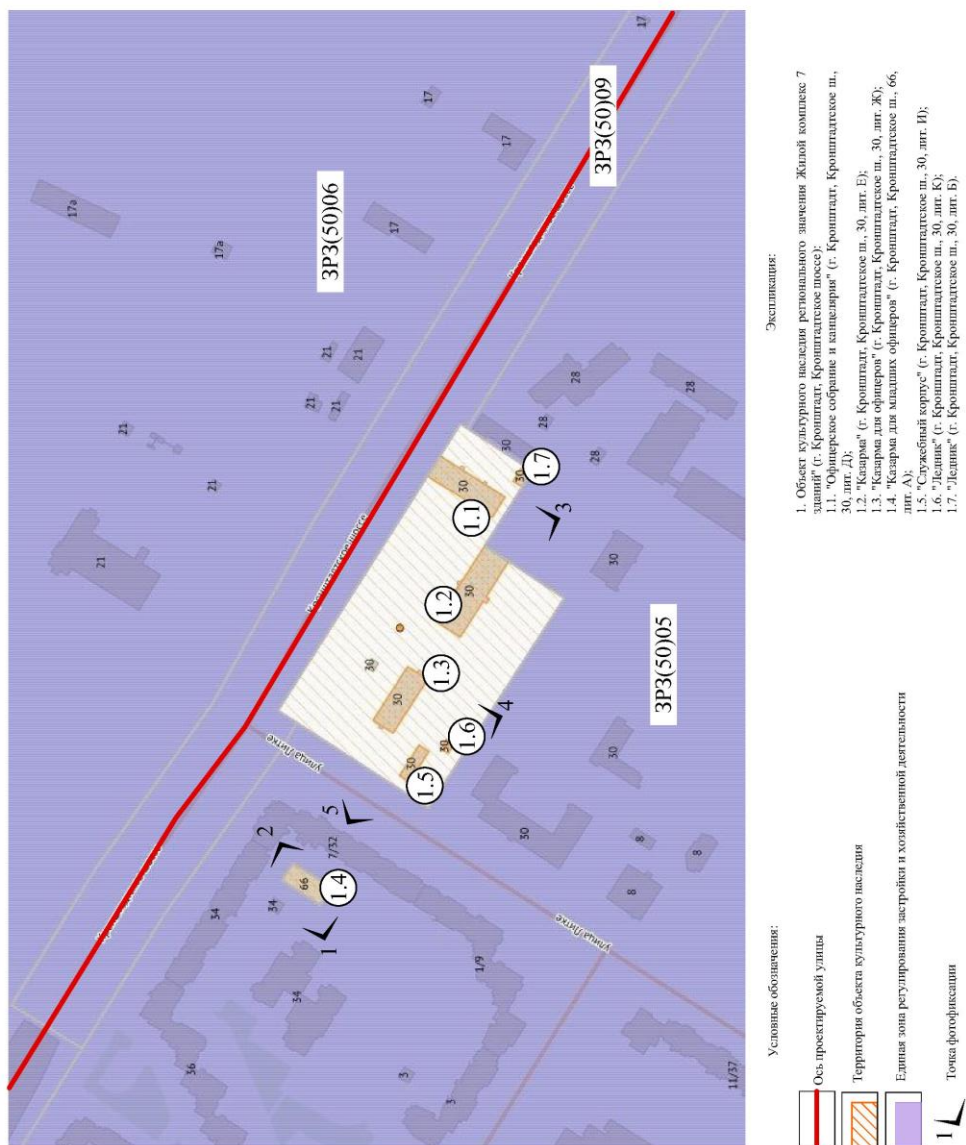 17
17
17
17
17а
17а
ЗРЗ(50)09
ЗРЗ(50)06
21
21
21
21
21
21
21
Кронштадтское шоссе
28
28
28
28
30
30
1.7
30
1.1
3
30
1.2
30
30
30
1.3
ЗРЗ(50)05
4
30
1.6
30
1.5
30
30
улица Литке
5
2
7/32
66
1.4
34
34
1
34
8
8
8
улица Литке
1/9
36
3
3
11/37
Условные обозначения:
Ось проектируемой улицы
Территория объекта культурного наследия
Единая зона регулирования застройки и хозяйственной деятельности
1
Точка фотофиксации
Экспликация:
1. Объект культурного наследия регионального значения Жилой комплекс 7
зданий" (г. Кронштадт, Кронштадтское шоссе):
1.1. "Офицерское собрание и канцелярия" (г. Кронштадт, Кронштадтское ш.,
30, лит. Д);
1.2. "Казарма" (г. Кронштадт, Кронштадтское ш., 30, лит. Е);
1.3. "Казарма для офицеров" (г. Кронштадт, Кронштадтское ш., 30, лит. Ж);
1.4. "Казарма для младших офицеров" (г. Кронштадт, Кронштадтское ш., 66,
лит. А);
1.5. "Служебный корпус" (г. Кронштадт, Кронштадтское ш., 30, лит. И);
1.6. "Ледник" (г. Кронштадт, Кронштадтское ш., 30, лит. К);
1.7. "Ледник" (г. Кронштадт, Кронштадтское ш., 30, лит. Б).